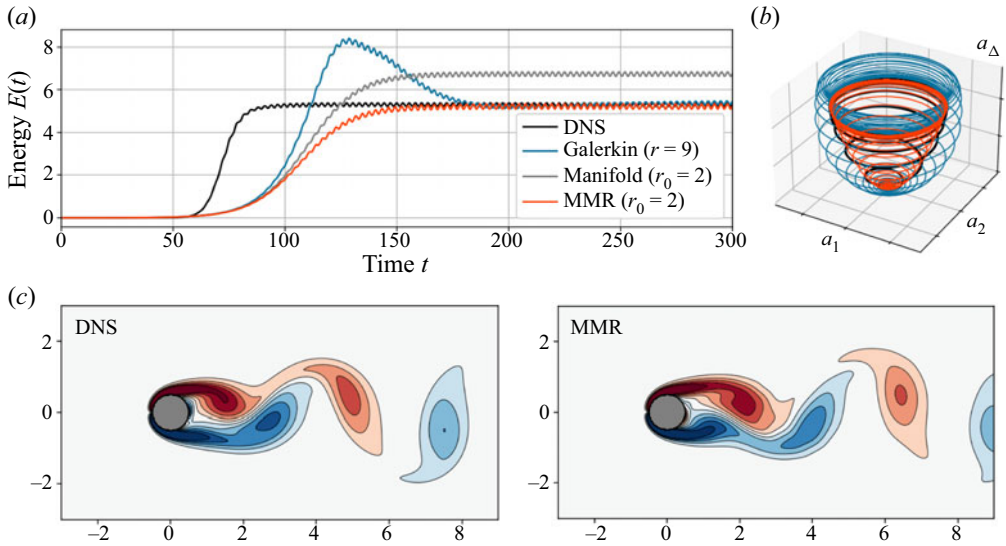 (a)
Energy E(t)
8
6
4
2
0
0 50 100 150 200 250 300
Time t
DNS
Galerkin (r = 9)
Manifold (r0 = 2)
MMR (r0 = 2)
(b)
aΔ
a1
a2
(c)
DNS
2
0
−2
−2 0 2 4 6 8
MMR
2
0
−2
−2 0 2 4 6 8